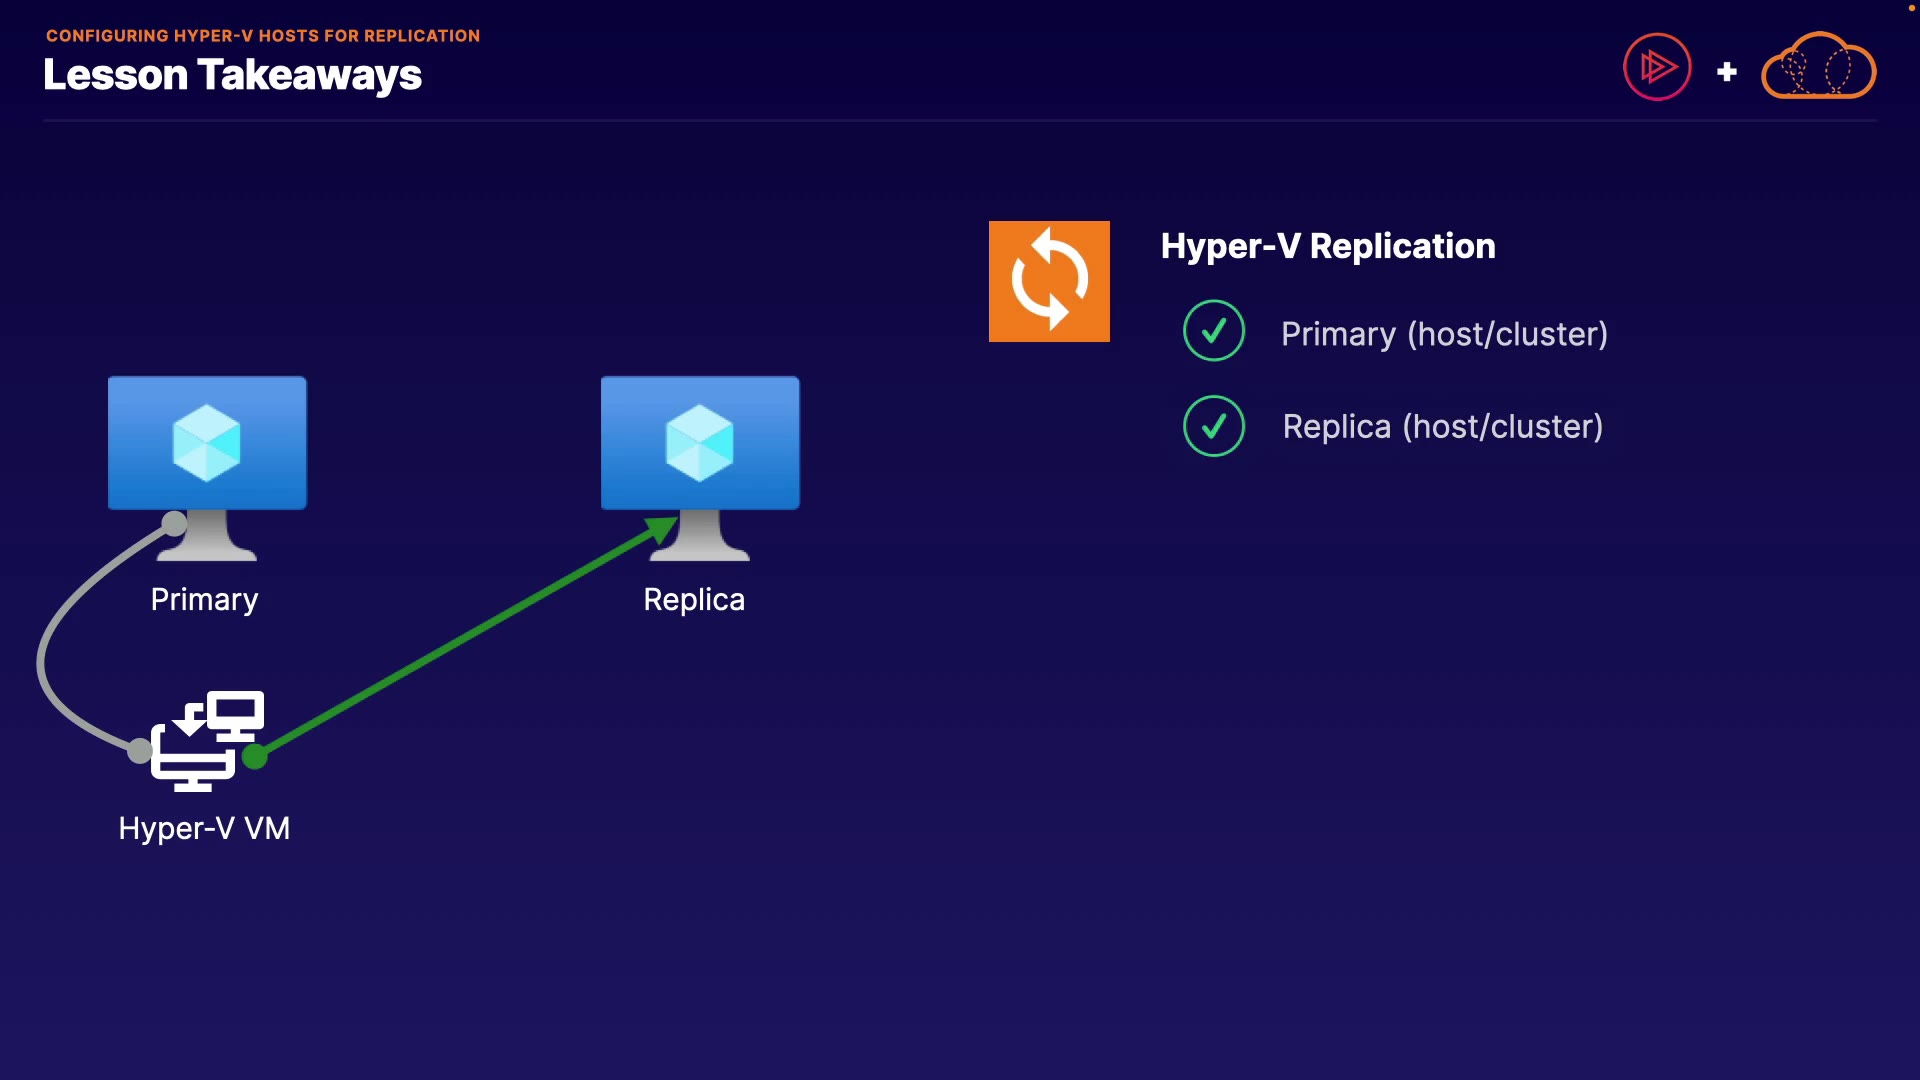 CONFIGURING HYPER-V HOSTS FOR REPLICATION
Lesson Takeaways
Hyper-V Replication
Primary (host/cluster)
Replica (host/cluster)
Primary
Replica
Hyper-V VM